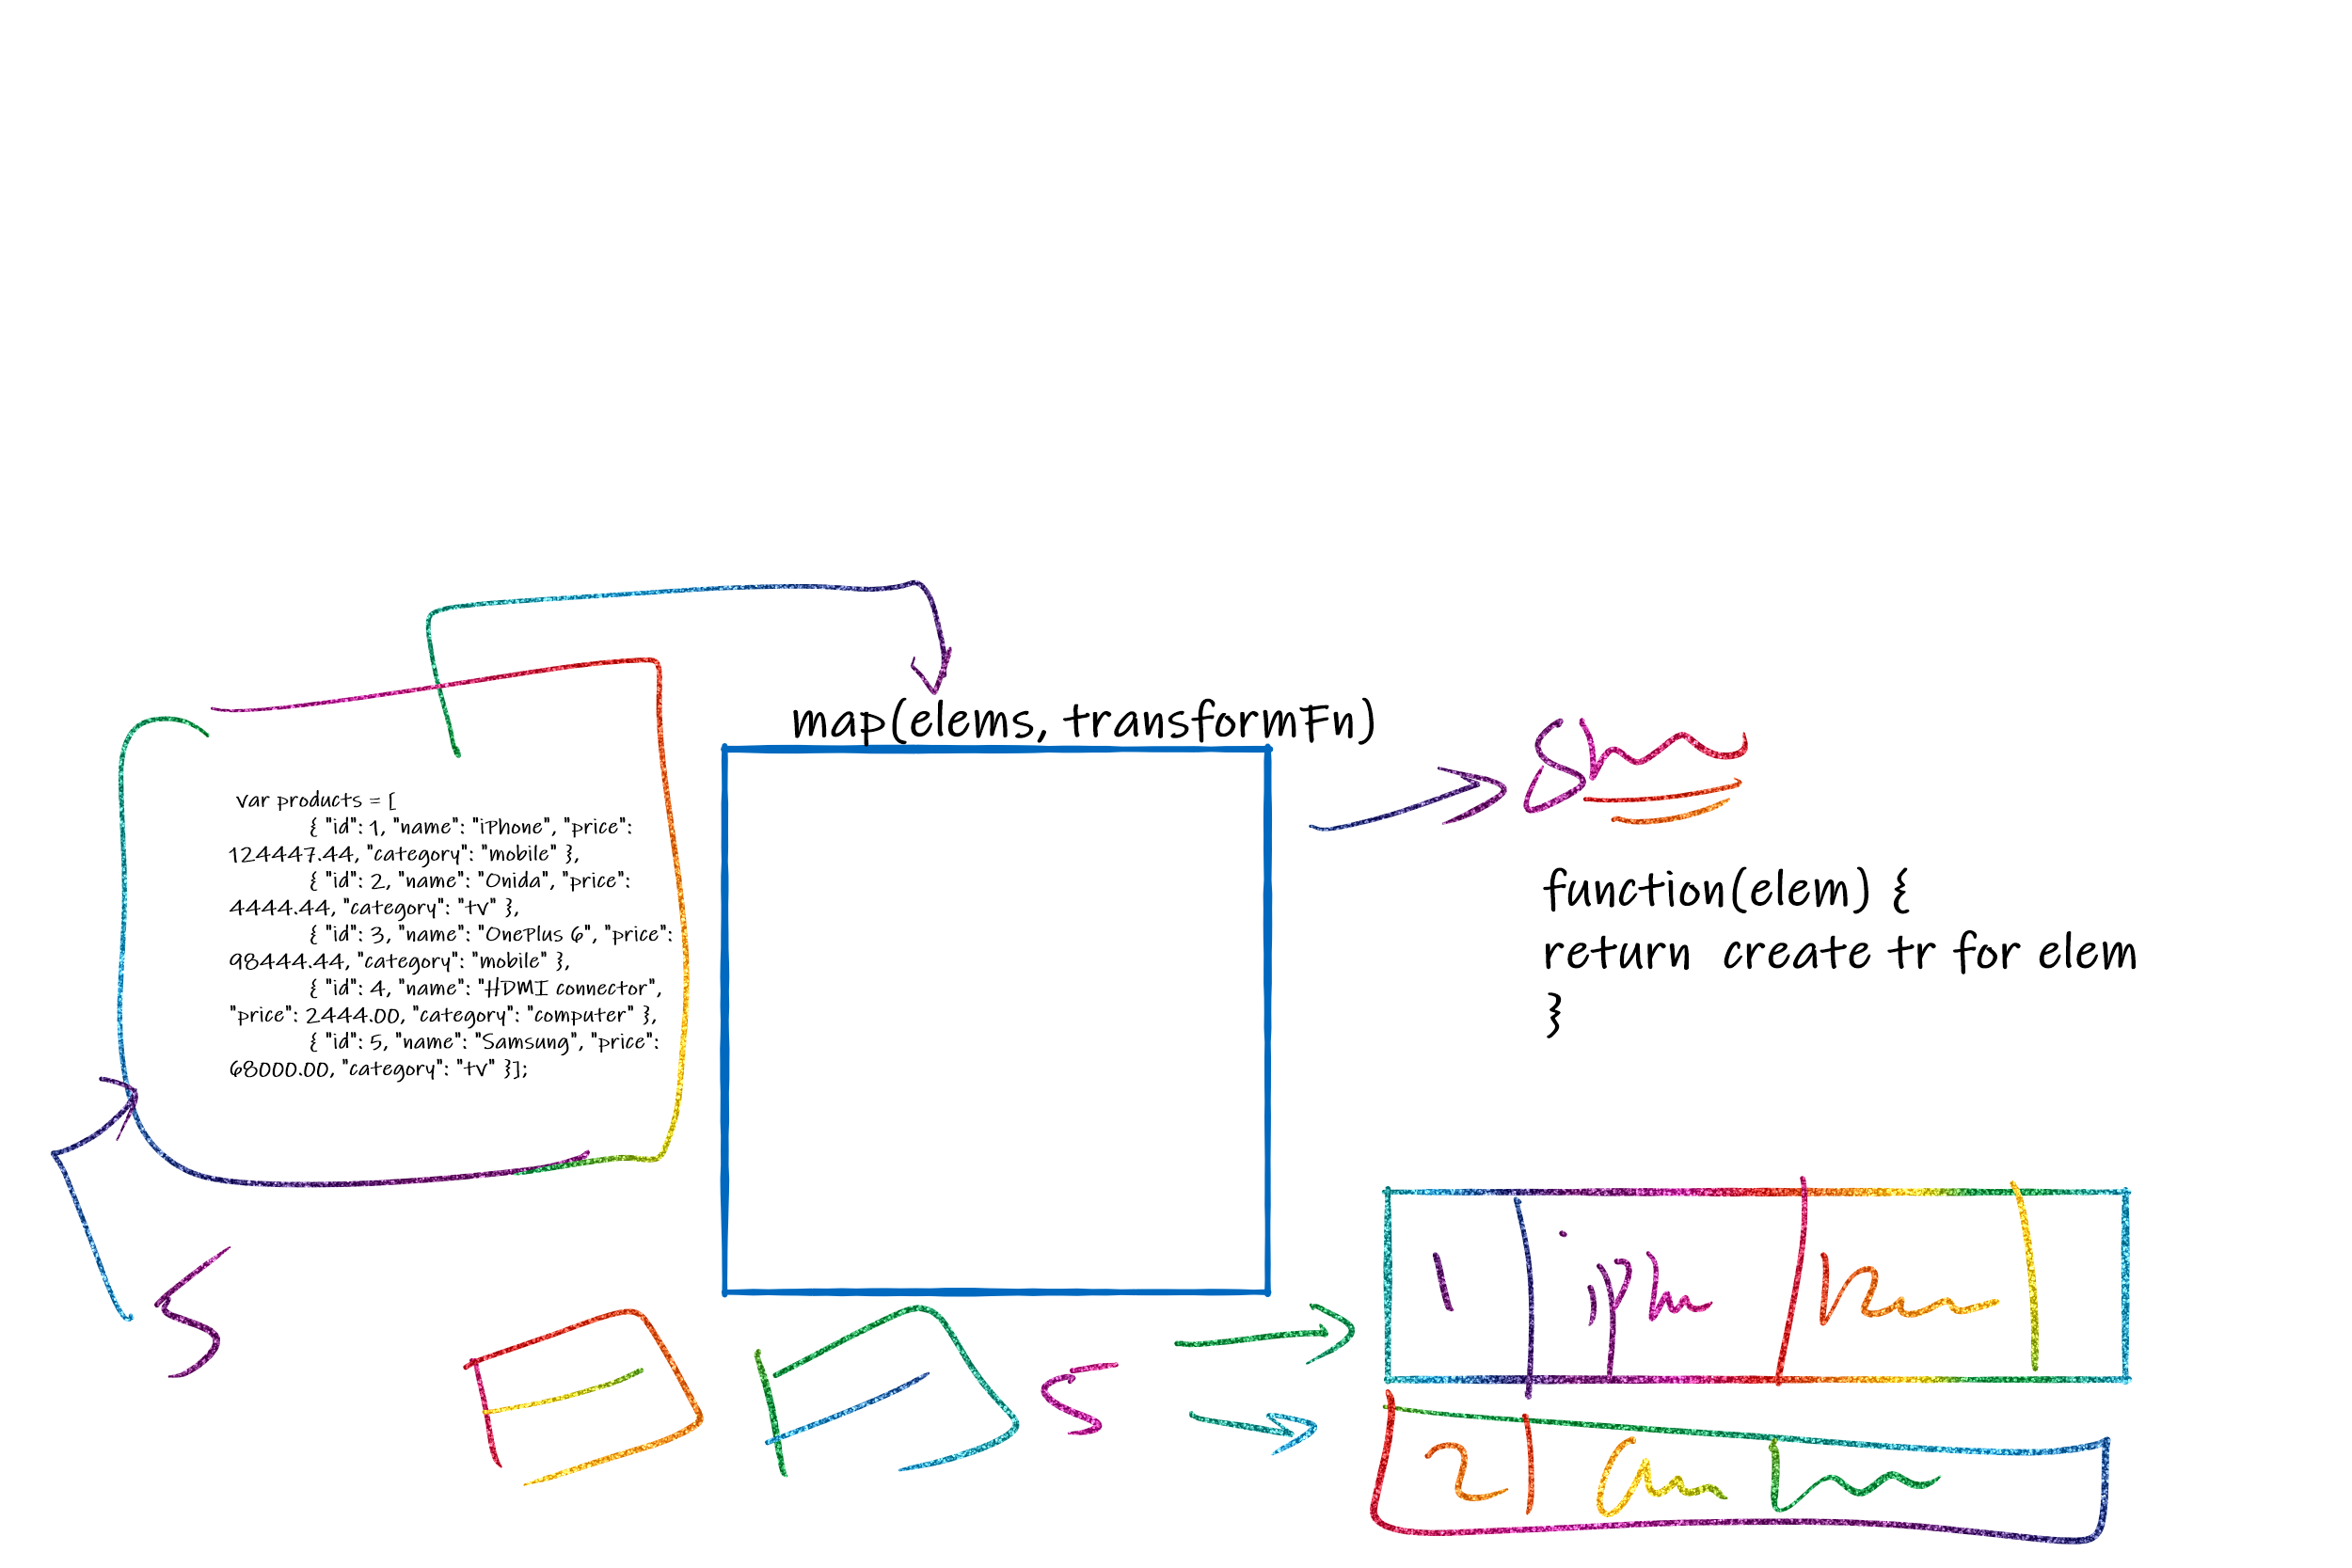 map(elems, transformFn)
var products = [
{ "id": 1, "name": "iPhone", "price":
124447.44, "category": "mobile" },
{ "id": 2, "name": "Onida", "price":
4444.44, "category": "tv" },
{ "id": 3, "name": "OnePlus 6", "price":
98444.44, "category": "mobile" },
{ "id": 4, "name": "HDMI connector",
"price": 2444.00, "category": "computer" },
{ "id": 5, "name": "Samsung", "price":
68000.00, "category": "tv" }];
function(elem) {
return create tr for elem
}
5
5
1 iph
2